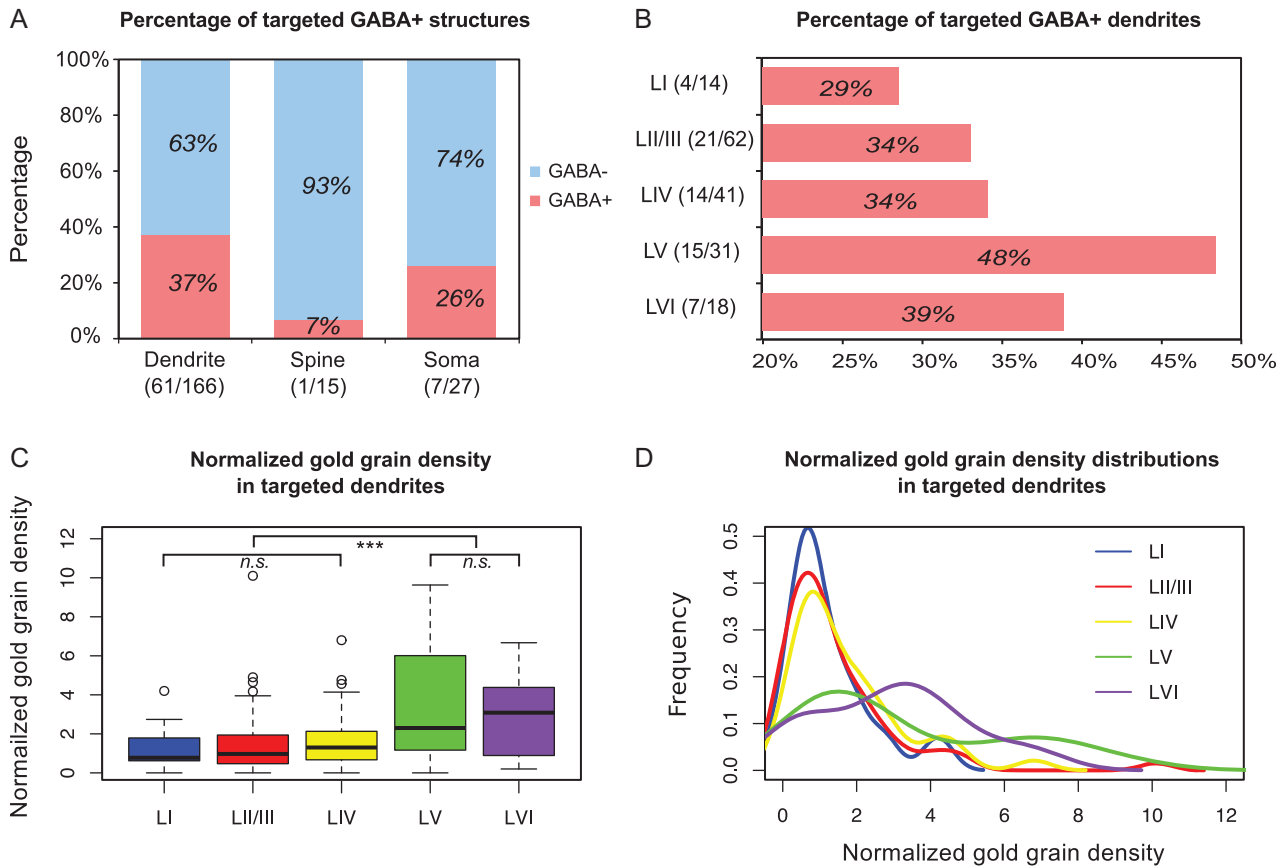 A
Percentage of targeted GABA+ structures
Percentage
100%
80%
60%
40%
20%
0%
63%
37%
93%
7%
74%
26%
Dendrite
(61/166)
Spine
(1/15)
Soma
(7/27)
GABA-
GABA+
B
Percentage of targeted GABA+ dendrites
LI (4/14)
29%
LII/III (21/62)
34%
LIV (14/41)
34%
LV (15/31)
48%
LVI (7/18)
39%
20% 25% 30% 35% 40% 45% 50%
C
Normalized gold grain density
in targeted dendrites
Normailzed gold grain density
12
10
8
6
4
2
0
n.s.
***
n.s.
LI LII/III LIV LV LVI
D
Normalized gold grain density distributions
in targeted dendrites
Frequency
0.5
0.4
0.3
0.2
0.1
0.0
LI
LII/III
LIV
LV
LVI
0 2 4 6 8 10 12
Normalized gold grain density